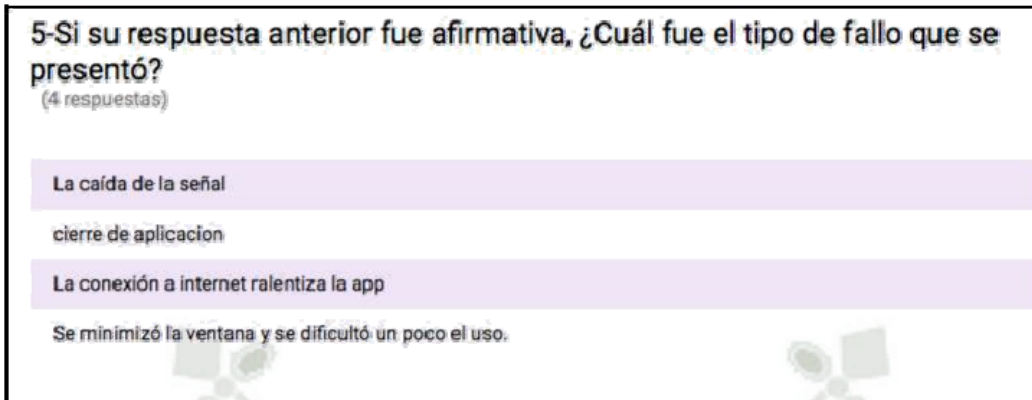 5-Si su respuesta anterior fue afirmativa, ¿Cuál fue el tipo de fallo que se
presentó?
(4 respuestas)
La caída de la señal
cierre de aplicacion
La conexión a internet ralentiza la app
Se minimizó la ventana y se dificultó un poco el uso.